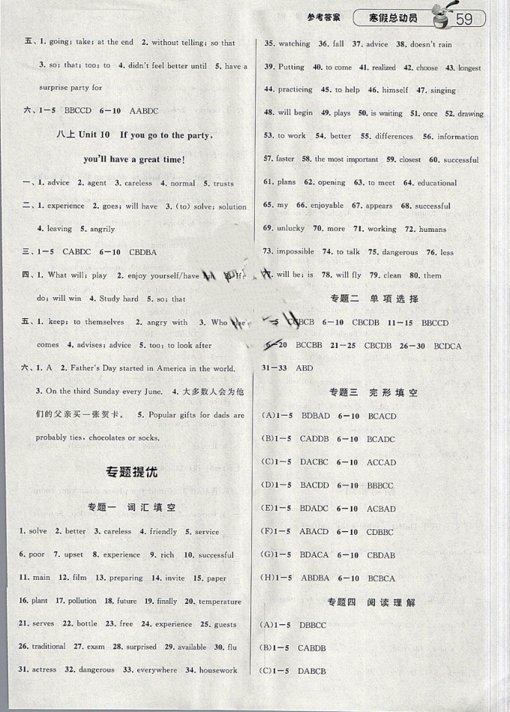 参考答案
寒假总动员
59
五、1. going; take; at the end 2. without telling; so that
3. so; that; too; to 4. didn't feel better until 5. have a
surprise party for
六、1—5 BBCCD 6—10 AABDC
八上 Unit 10 If you go to the party,
you'll have a great time!
一、1. advice 2. agent 3. careless 4. normal 5. trusts
二、1. experience 2. goes; will have 3. (to) solve; solution
4. leaving 5. angrily
三、1—5 CABDC 6—10 CBDBA
四、1. What will; play 2. enjoy yourself/have
do; will win 4. Study hard 5. so; that
五、1. keep; to themselves 2. angry with 3. Who the
comes 4. advises; advice 5. too; to look after
六、1. A 2. Father's Day started in America in the world.
3. On the third Sunday every June. 4. 大多数人会为他
们的父亲买一张贺卡。 5. Popular gifts for dads are
probably ties, chocolates or socks.
专题提优
专题一 词汇填空
1. solve 2. better 3. careless 4. friendly 5. service
6. poor 7. upset 8. experience 9. rich 10. successful
11. main 12. film 13. preparing 14. invite 15. paper
16. plant 17. pollution 18. future 19. finally 20. temperature
21. serves 22. bottle 23. free 24. experience 25. guests
26. traditional 27. exam 28. surprised 29. available 30. flu
31. actress 32. dangerous 33. everywhere 34. housework
35. watching 36. fall 37. advice 38. doesn't rain
39. Putting 40. to come 41. realized 42. choose 43. longest
44. practicing 45. to help 46. himself 47. singing
48. will begin 49. plays 50. is waiting 51. once 52. drawing
53. to work 54. better 55. differences 56. information
57. faster 58. the most important 59. closest 60. successful
61. plans 62. opening 63. to meet 64. educational
65. my 66. enjoyable 67. appears 68. successful
69. unlucky 70. more 71. working 72. humans
73. impossible 74. to talk 75. dangerous 76. less
will be; is 78. will fly 79. clean 80. them
专题二 单项选择
5 CBBCB 6—10 CBCDB 11—15 BBCCD
—20 BCCBB 21—25 CBCDB 26—30 BCDCA
31—33 ABD
专题三 完形填空
(A)1—5 BDBAD 6—10 BCACD
(B)1—5 CADDB 6—10 BCADC
(C)1—5 DACBC 6—10 ACCAD
(D)1—5 BACDD 6—10 BBBCC
(E)1—5 BDADC 6—10 ACBAD
(F)1—5 ABACD 6—10 CDBBC
(G)1—5 BDACA 6—10 CBDAB
(H)1—5 ABDBA 6—10 BCBCA
专题四 阅读理解
(A)1—5 DBBCC
(B)1—5 CABDB
(C)1—5 DABCB